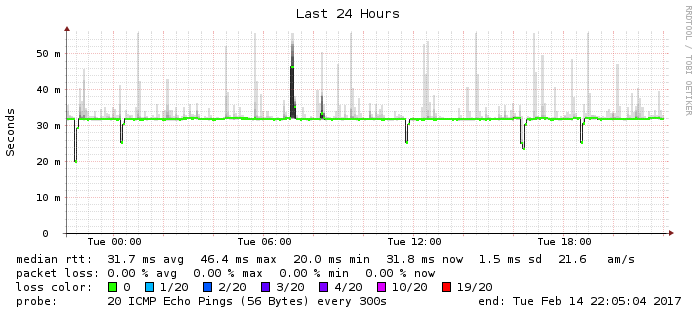 Last 24 Hours
RRDTOOL / TOBI OETIKER
Seconds
50 m
40 m
30 m
20 m
10 m
0
Tue 00:00 Tue 06:00 Tue 12:00 Tue 18:00
median rtt: 31.7 ms avg 46.4 ms max 20.0 ms min 31.8 ms now 1.5 ms sd 21.6 am/s
packet loss: 0.00 % avg 0.00 % max 0.00 % min 0.00 % now
loss color: 0 1/20 2/20 3/20 4/20 10/20 19/20
probe: 20 ICMP Echo Pings (56 Bytes) every 300s end: Tue Feb 14 22:05:04 2017